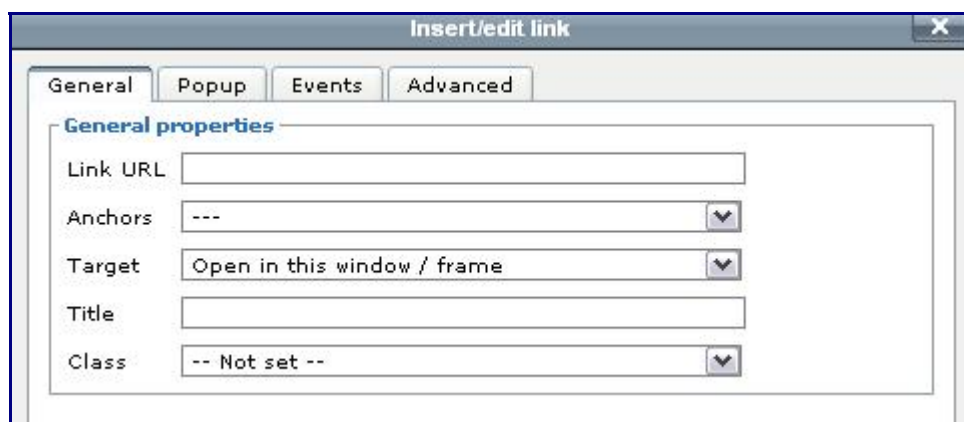 Insert/edit link
General Popup Events Advanced
General properties
Link URL
Anchors ---
Target Open in this window / frame
Title
Class -- Not set --